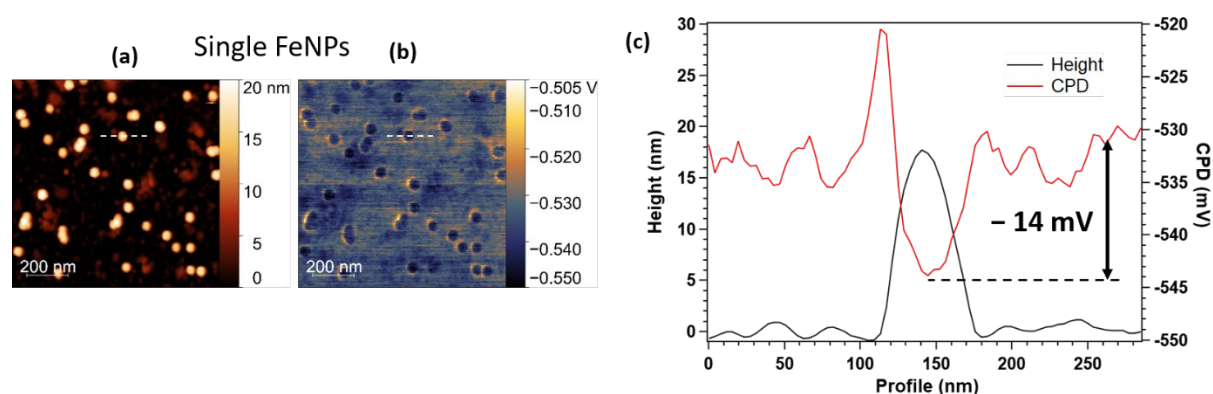 Single FeNPs
(a)
20 nm
15
10
5
0
200 nm
(b)
−0.505 V
−0.510
−0.520
−0.530
−0.540
−0.550
200 nm
(c)
Height (nm)
30
25
20
15
10
5
0
Height
CPD
− 14 mV
-520
-525
-530
-535
-540
-545
-550
CPD (mV)
0 50 100 150 200 250
Profile (nm)